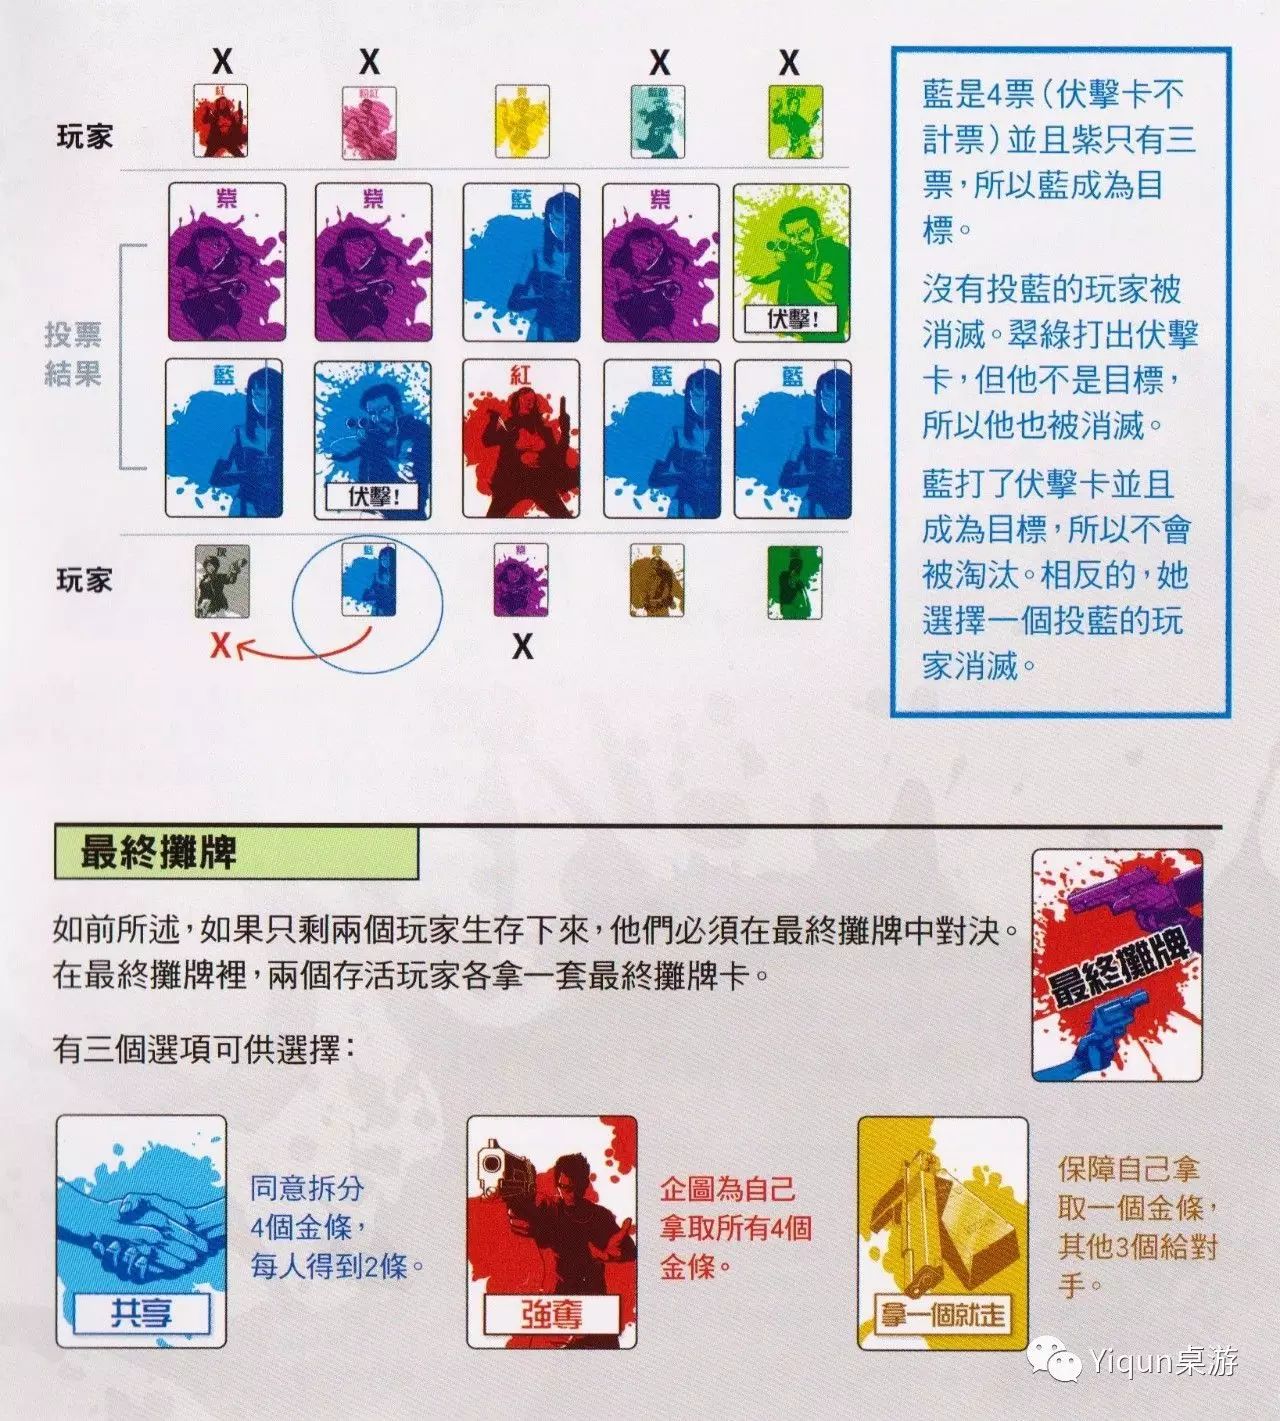 X X X X
紅 粉紅 黃 藍綠 翠綠
玩家
紫 紫 藍 紫
伏擊!
投票
結果
藍 紅 藍 藍
伏擊!
灰 藍 紫 棕
玩家
X X
藍是4票(伏擊卡不
計票)並且紫只有三
票,所以藍成為目
標。
沒有投藍的玩家被
消滅。翠綠打出伏擊
卡,但他不是目標,
所以他也被消滅。
藍打了伏擊卡並且
成為目標,所以不會
被淘汰。相反的,她
選擇一個投藍的玩
家消滅。
最終攤牌
如前所述,如果只剩兩個玩家生存下來,他們必須在最終攤牌中對決。
在最終攤牌裡,兩個存活玩家各拿一套最終攤牌卡。
最終攤牌
有三個選項可供選擇:
同意拆分
4個金條,
每人得到2條。
共享
企圖為自己
拿取所有4個
金條。
強奪
保障自己拿
取一個金條,
其他3個給對
手。
拿一個就走
Yiqun桌游